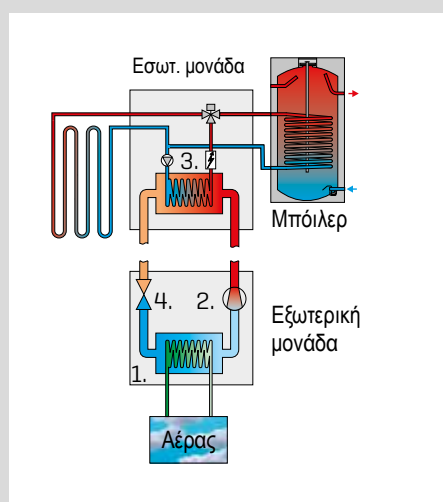 Εσωτ. μονάδα
3.
Μπόιλερ
4.
2.
Εξωτερική
μονάδα
1.
Αέρας